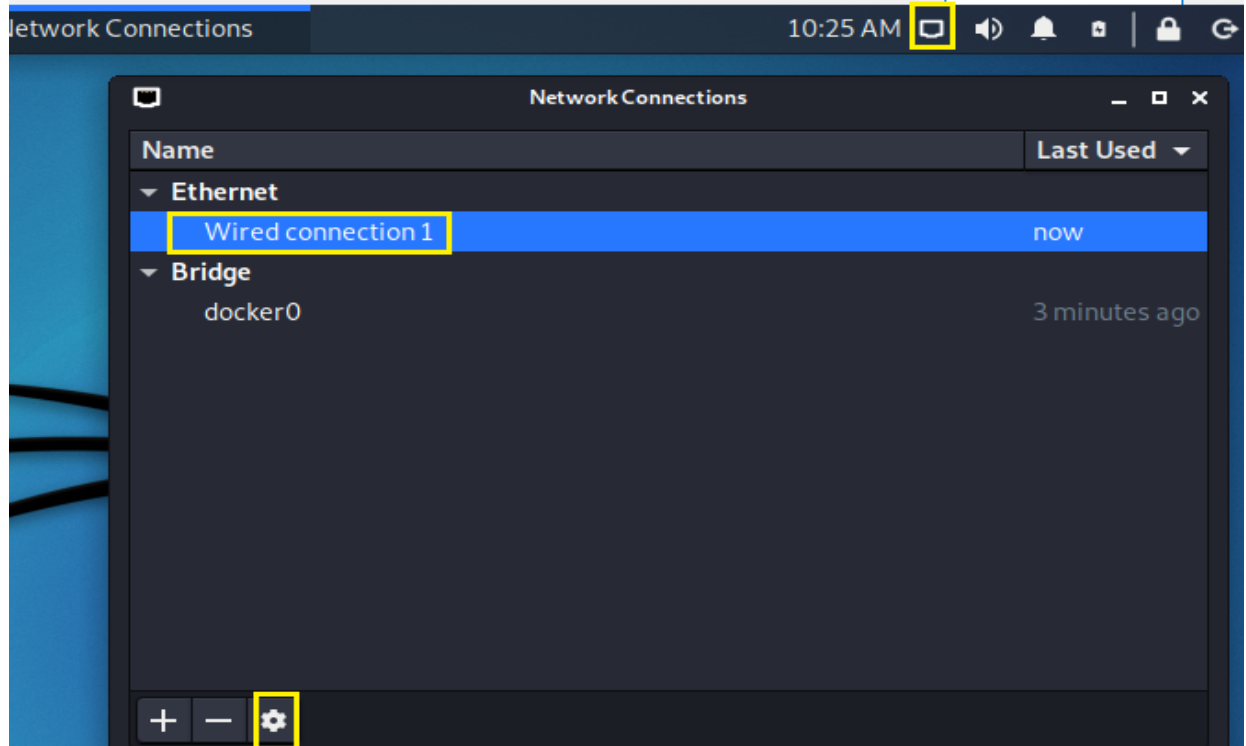 Network Connections
10:25 AM
Network Connections
Name Last Used
Ethernet
Wired connection 1 now
Bridge
docker0 3 minutes ago